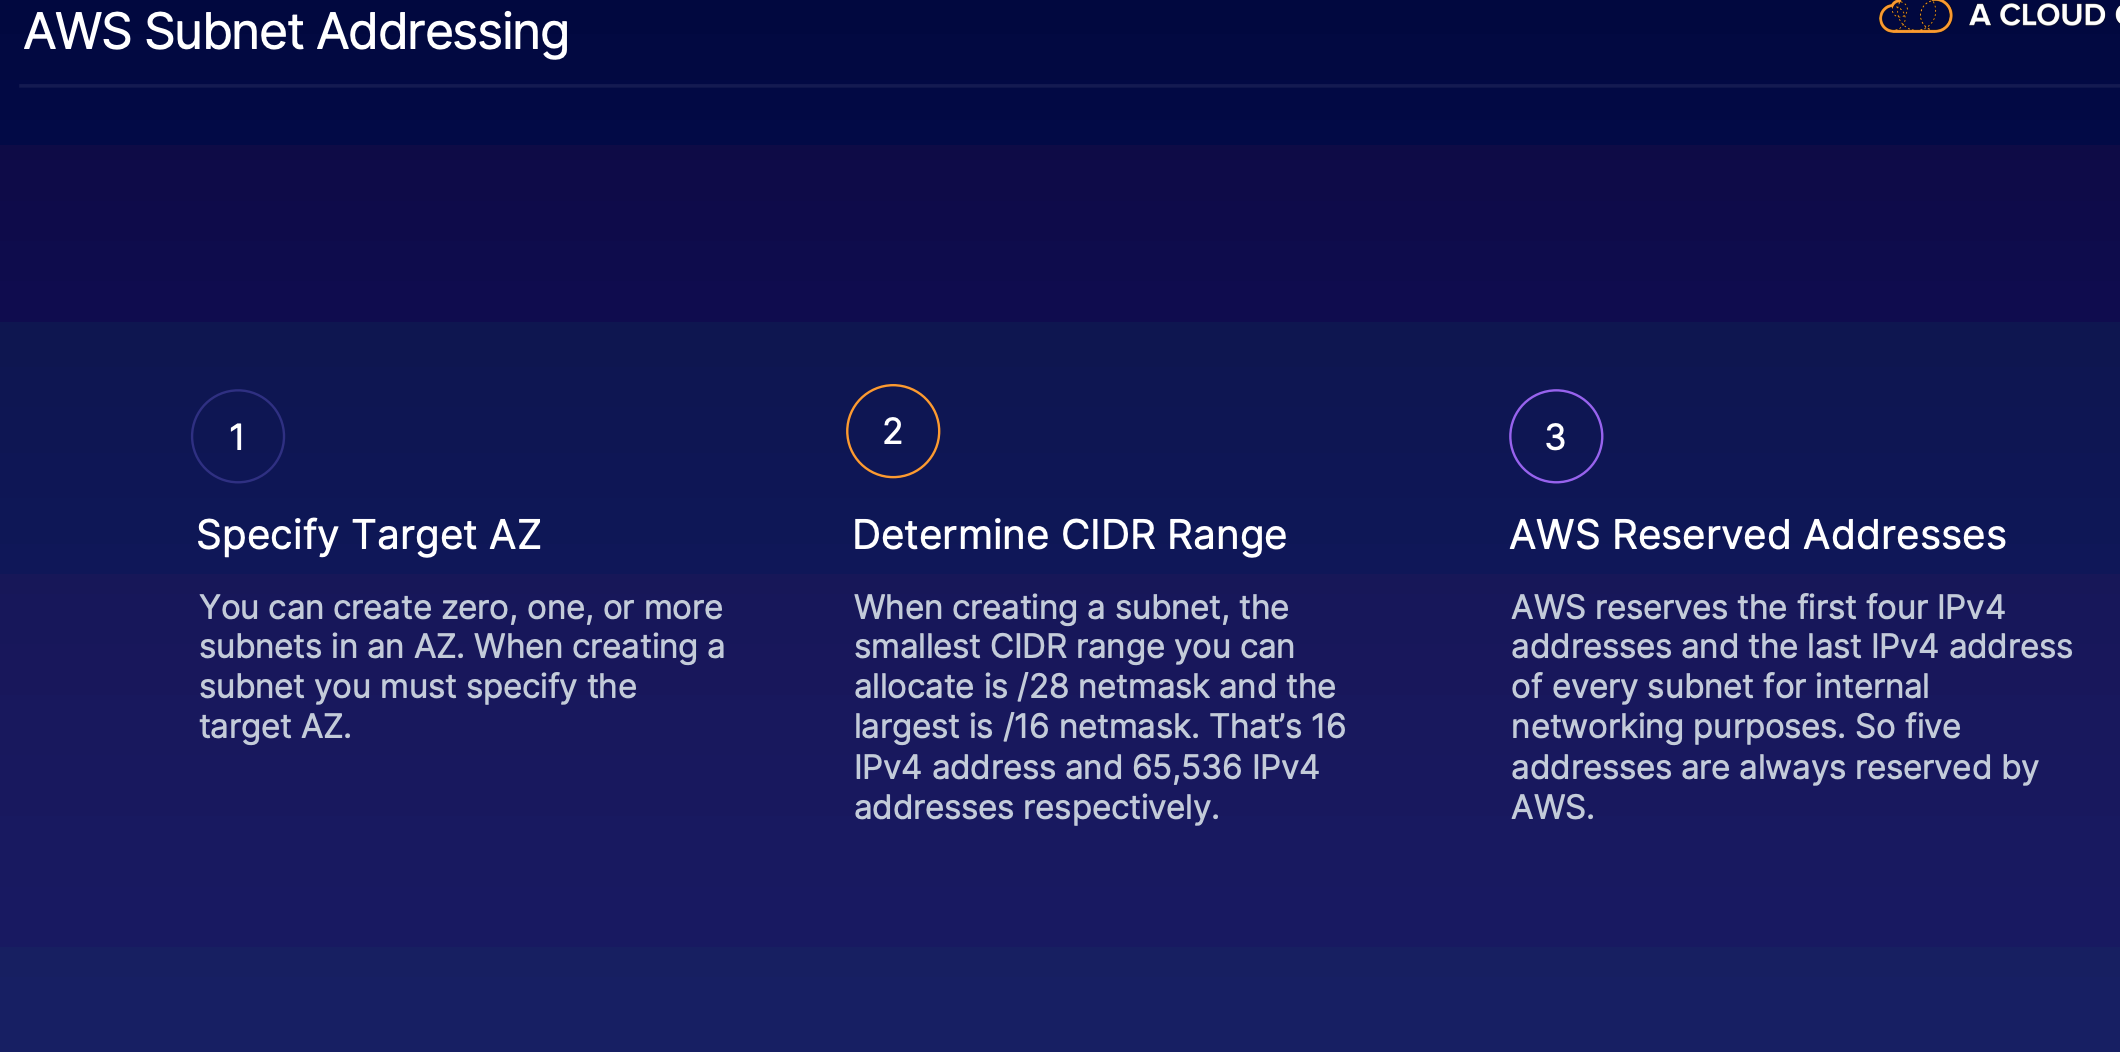 AWS Subnet Addressing
A CLOUD
1
Specify Target AZ
You can create zero, one, or more
subnets in an AZ. When creating a
subnet you must specify the
target AZ.
2
Determine CIDR Range
When creating a subnet, the
smallest CIDR range you can
allocate is /28 netmask and the
largest is /16 netmask. That’s 16
IPv4 address and 65,536 IPv4
addresses respectively.
3
AWS Reserved Addresses
AWS reserves the first four IPv4
addresses and the last IPv4 address
of every subnet for internal
networking purposes. So five
addresses are always reserved by
AWS.